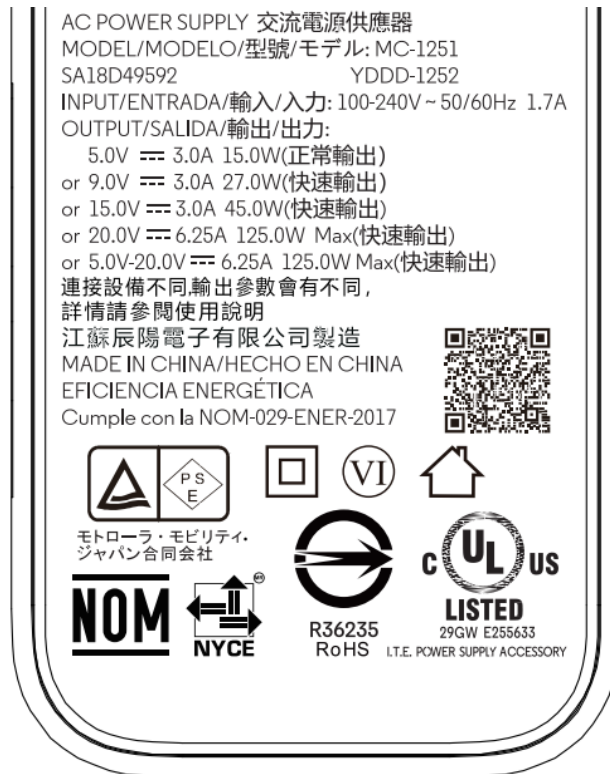 AC POWER SUPPLY 交流電源供應器
MODEL/MODELO/型號/モデル: MC-1251
SA18D49592 YDDD-1252
INPUT/ENTRADA/輸入/入力: 100-240V ~ 50/60Hz 1.7A
OUTPUT/SALIDA/輸出/出力:
5.0V ⎓ 3.0A 15.0W(正常輸出)
or 9.0V ⎓ 3.0A 27.0W(快速輸出)
or 15.0V ⎓ 3.0A 45.0W(快速輸出)
or 20.0V ⎓ 6.25A 125.0W Max(快速輸出)
or 5.0V-20.0V ⎓ 6.25A 125.0W Max(快速輸出)
連接設備不同,輸出參數會有不同,
詳情請參閱使用說明
江蘇辰陽電子有限公司製造
MADE IN CHINA/HECHO EN CHINA
EFICIENCIA ENERGÉTICA
Cumple con la NOM-029-ENER-2017
PS
E
VI
モトローラ・モビリティ・
ジャパン合同会社
NOM
NYCE
R36235
RoHS
C UL US
LISTED
29GW E255633
I.T.E. POWER SUPPLY ACCESSORY